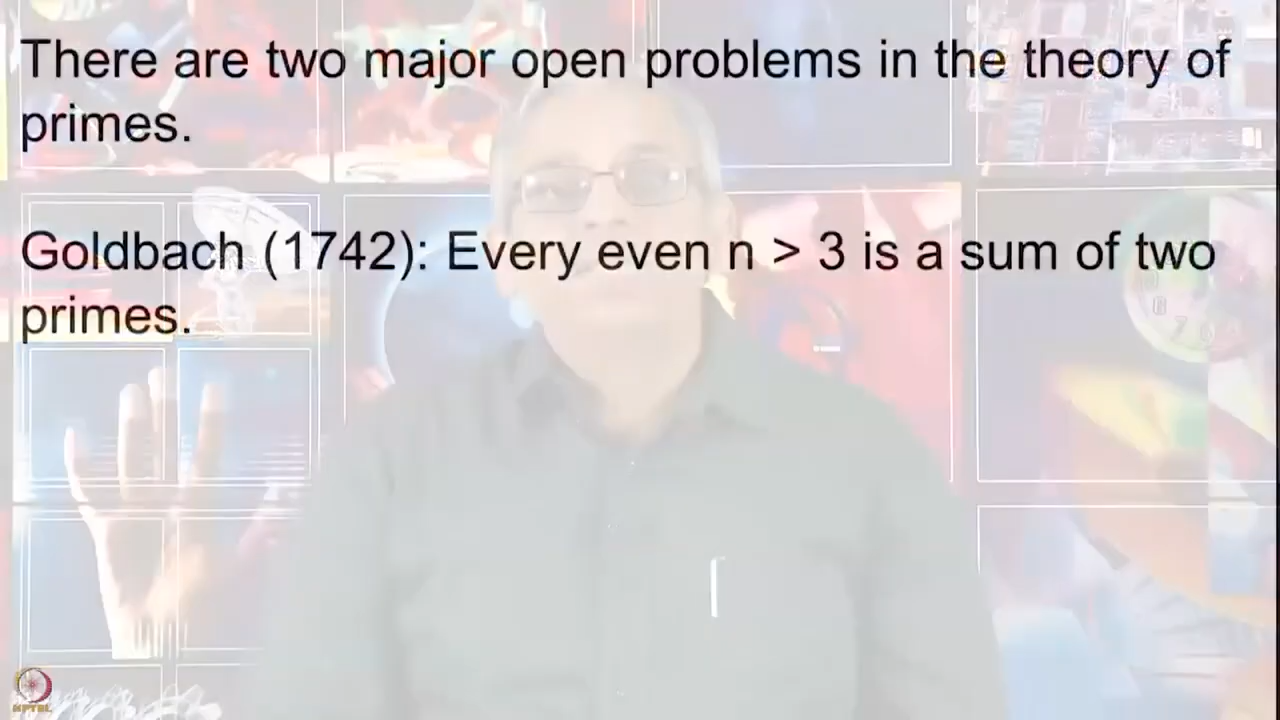 There are two major open problems in the theory of
primes.
Goldbach (1742): Every even n > 3 is a sum of two
primes.
NPTEL